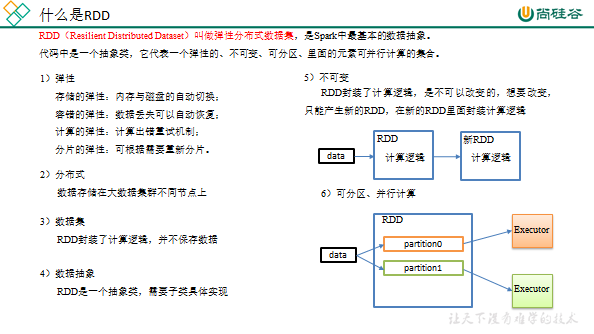 什么是RDD
尚硅谷
RDD（Resilient Distributed Dataset）叫做弹性分布式数据集，是Spark中最基本的数据抽象。
代码中是一个抽象类，它代表一个弹性的、不可变、可分区、里面的元素可并行计算的集合。
1）弹性
存储的弹性：内存与磁盘的自动切换；
容错的弹性：数据丢失可以自动恢复；
计算的弹性：计算出错重试机制；
分片的弹性：可根据需要重新分片。
2）分布式
数据存储在大数据集群不同节点上
3）数据集
RDD封装了计算逻辑，并不保存数据
4）数据抽象
RDD是一个抽象类，需要子类具体实现
5）不可变
RDD封装了计算逻辑，是不可以改变的，想要改变，
只能产生新的RDD，在新的RDD里面封装计算逻辑
data
RDD
计算逻辑
新RDD
计算逻辑
6）可分区、并行计算
RDD
data
partition0
partition1
Executor
Executor
让天下没有难学的技术